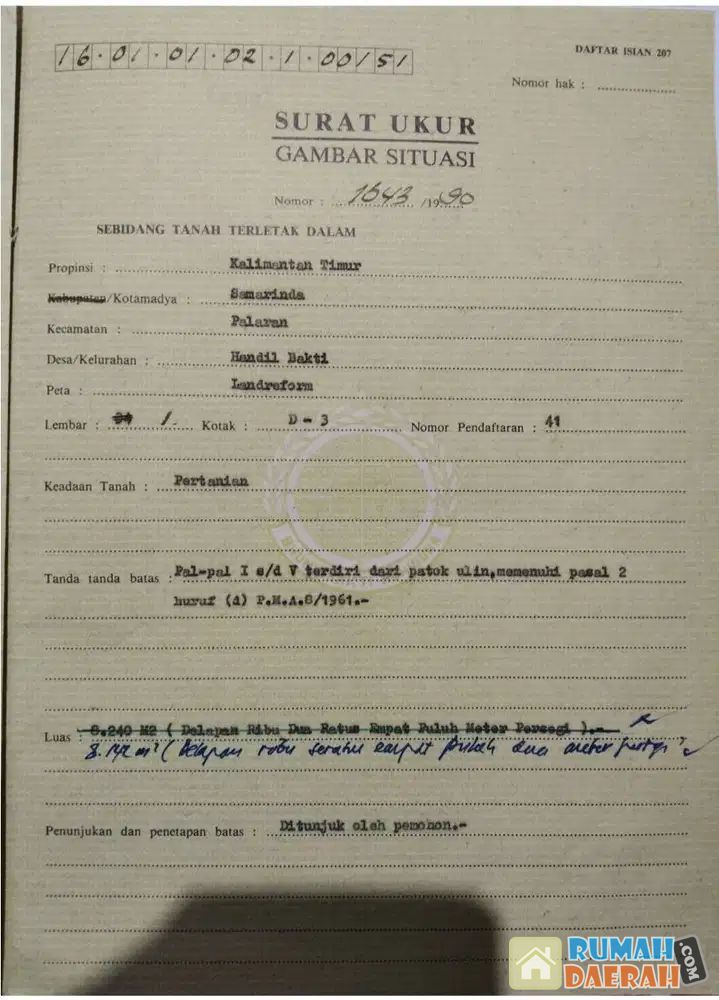 16.01.01.02.1.00151
DAFTAR ISIAN 207
Nomor hak :
SURAT UKUR
GAMBAR SITUASI
Nomor : 1643 /1990
SEBIDANG TANAH TERLETAK DALAM
Propinsi : Kalimantan Timur
Kabupaten/Kotamadya : Samarinda
Kecamatan : Palaran
Desa/Kelurahan : Handil Bakti
Peta : Landreform
Lembar : /.- Kotak : D - 3 Nomor Pendaftaran : 41
Keadaan Tanah : Pertanian
Tanda tanda batas : Pal-pal I s/d V terdiri dari patok ulin,memenuhi pasal 2
huruf (d) P.M.A.8/1961.-
Luas : 8.240 M2 ( Delapan Ribu Dua Ratus Empat Puluh Meter Persegi ).-
8.142 m² ( Delapan ribu seratus empat puluh dua meter
Penunjukan dan penetapan batas : Ditunjuk oleh pemohon.-
RUMAH
DAERAH
.COM